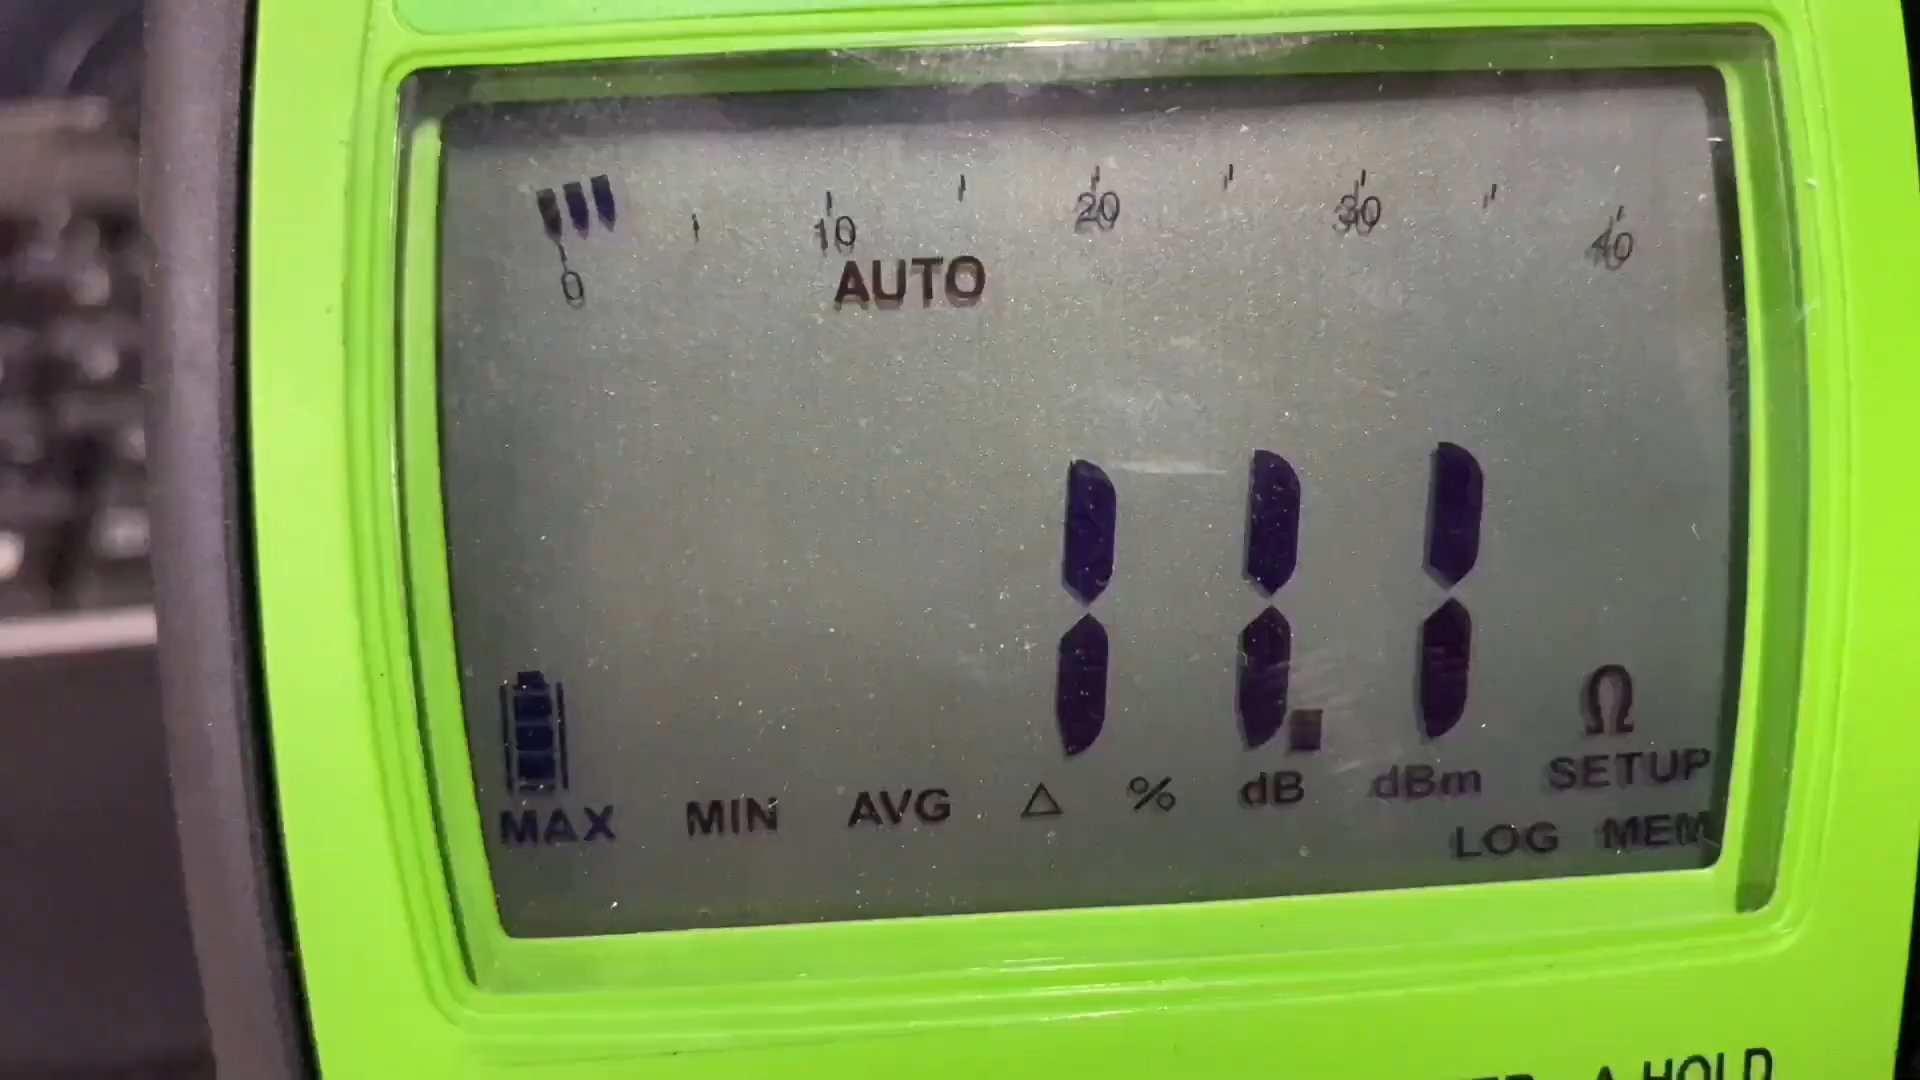 0 10 20 30 40
AUTO
11.1 Ω
MAX MIN AVG △ % dB dBm SETUP
LOG MEM
HOLD